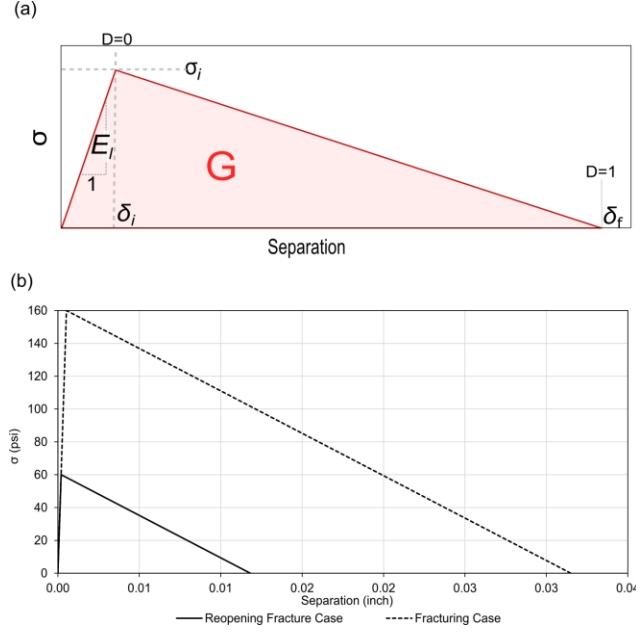 (a)
D=0
σi
σ
Ei
1
G
D=1
δi
δf
Separation
(b)
160
140
120
100
80
60
40
20
0
σ (psi)
0.00 0.01 0.01 0.02 0.02 0.03 0.03 0.04
Separation (inch)
Reopening Fracture Case Fracturing Case